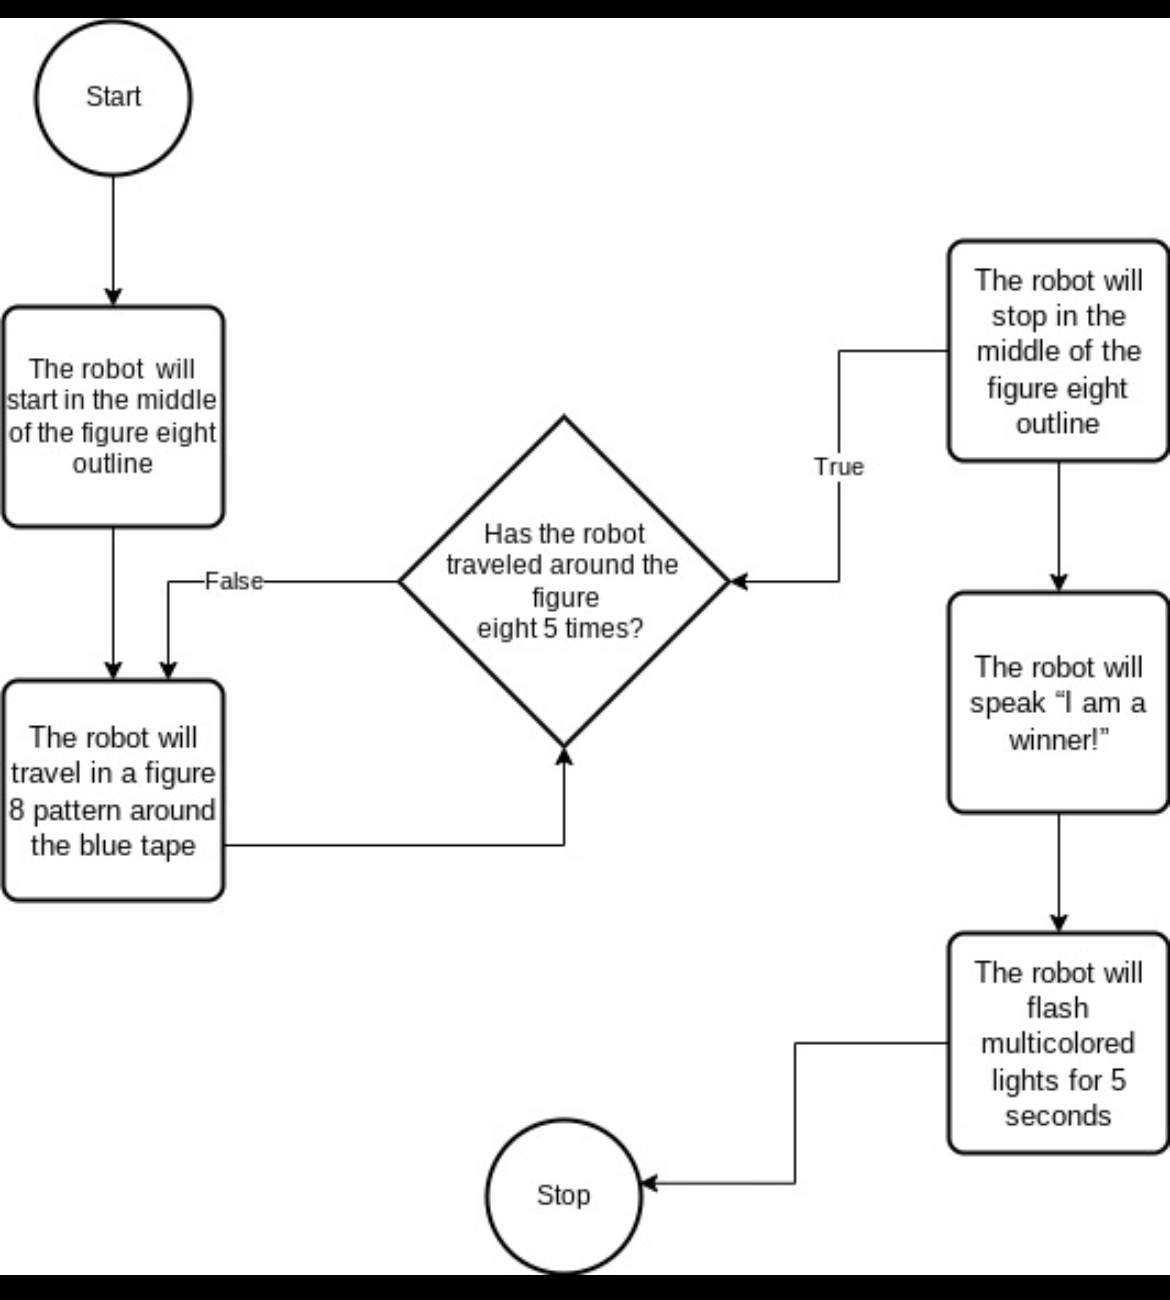 Start
The robot will
start in the middle
of the figure eight
outline
The robot will
travel in a figure
8 pattern around
the blue tape
False
Has the robot
traveled around the
figure
eight 5 times?
True
The robot will
stop in the
middle of the
figure eight
outline
The robot will
speak “I am a
winner!”
The robot will
flash
multicolored
lights for 5
seconds
Stop